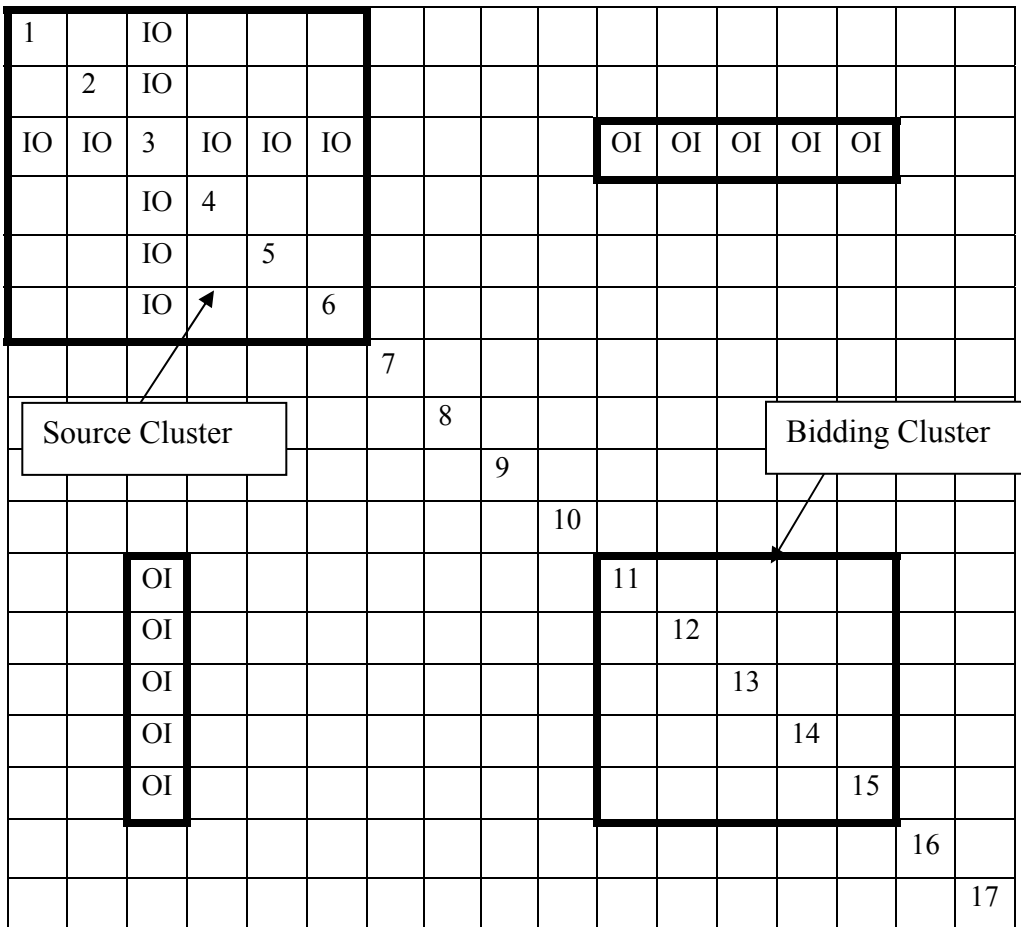 1 IO
2 IO
IO IO 3 IO IO IO OI OI OI OI OI
IO 4
IO 5
IO 6
7
8
Source Cluster Bidding Cluster
9
10
OI 11
OI 12
OI 13
OI 14
OI 15
16
17